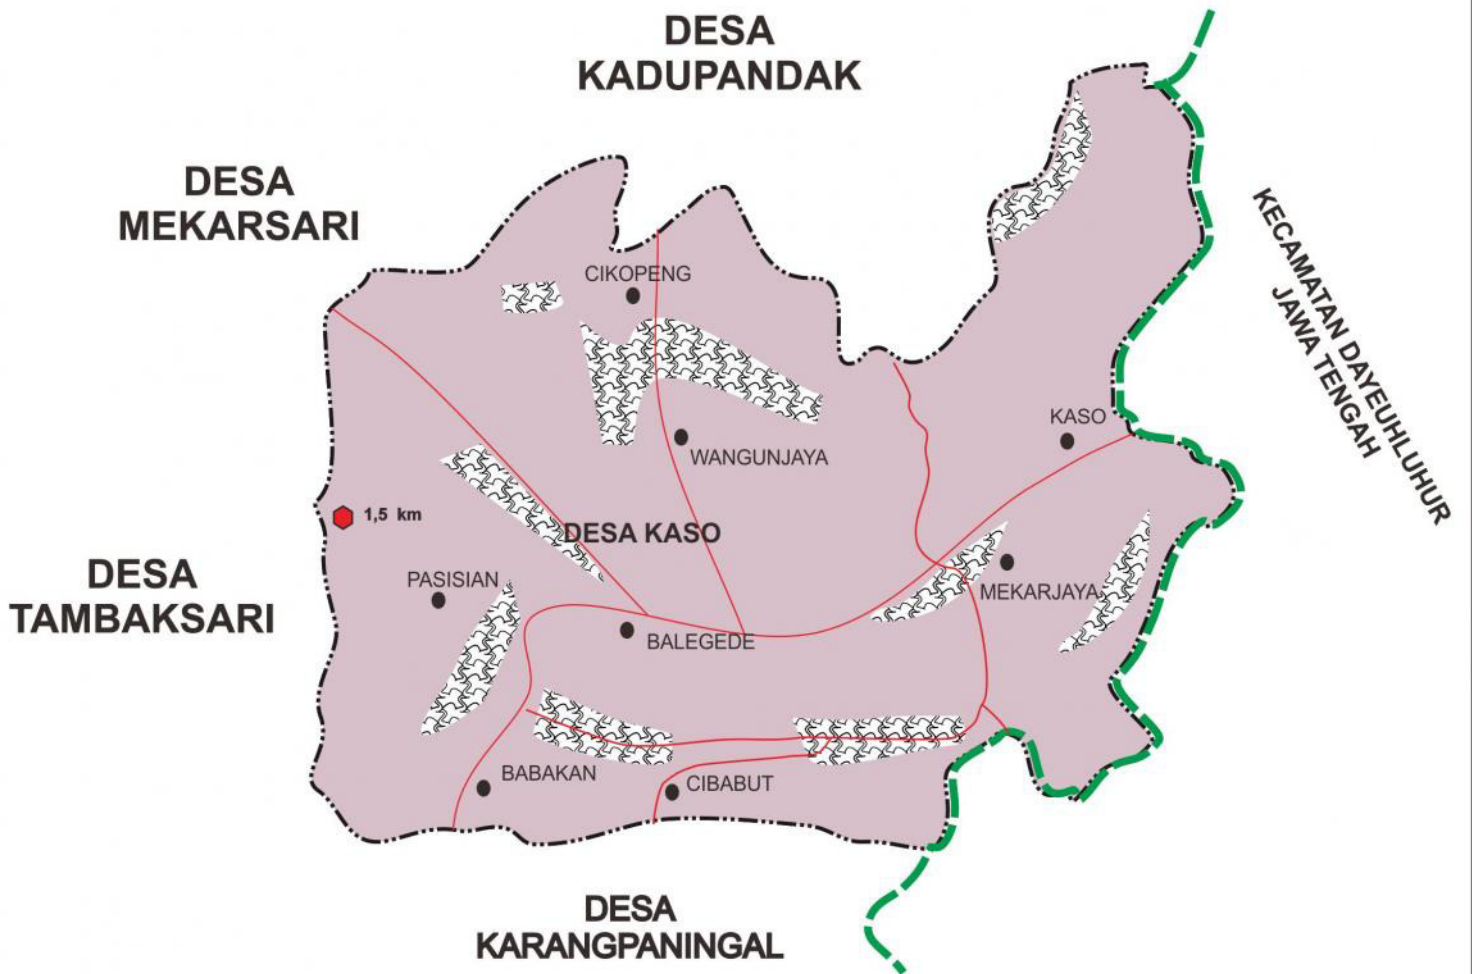 DESA
KADUPANDAK
DESA
MEKARSARI
KECAMATAN DAYEUHLUHUR
JAWA TENGAH
CIKOPENG
KASO
WANGUNJAYA
1,5 km
DESA KASO
DESA
TAMBAKSARI
PASISIAN
MEKARJAYA
BALEGEDE
BABAKAN
CIBABUT
DESA
KARANGPANINGAL